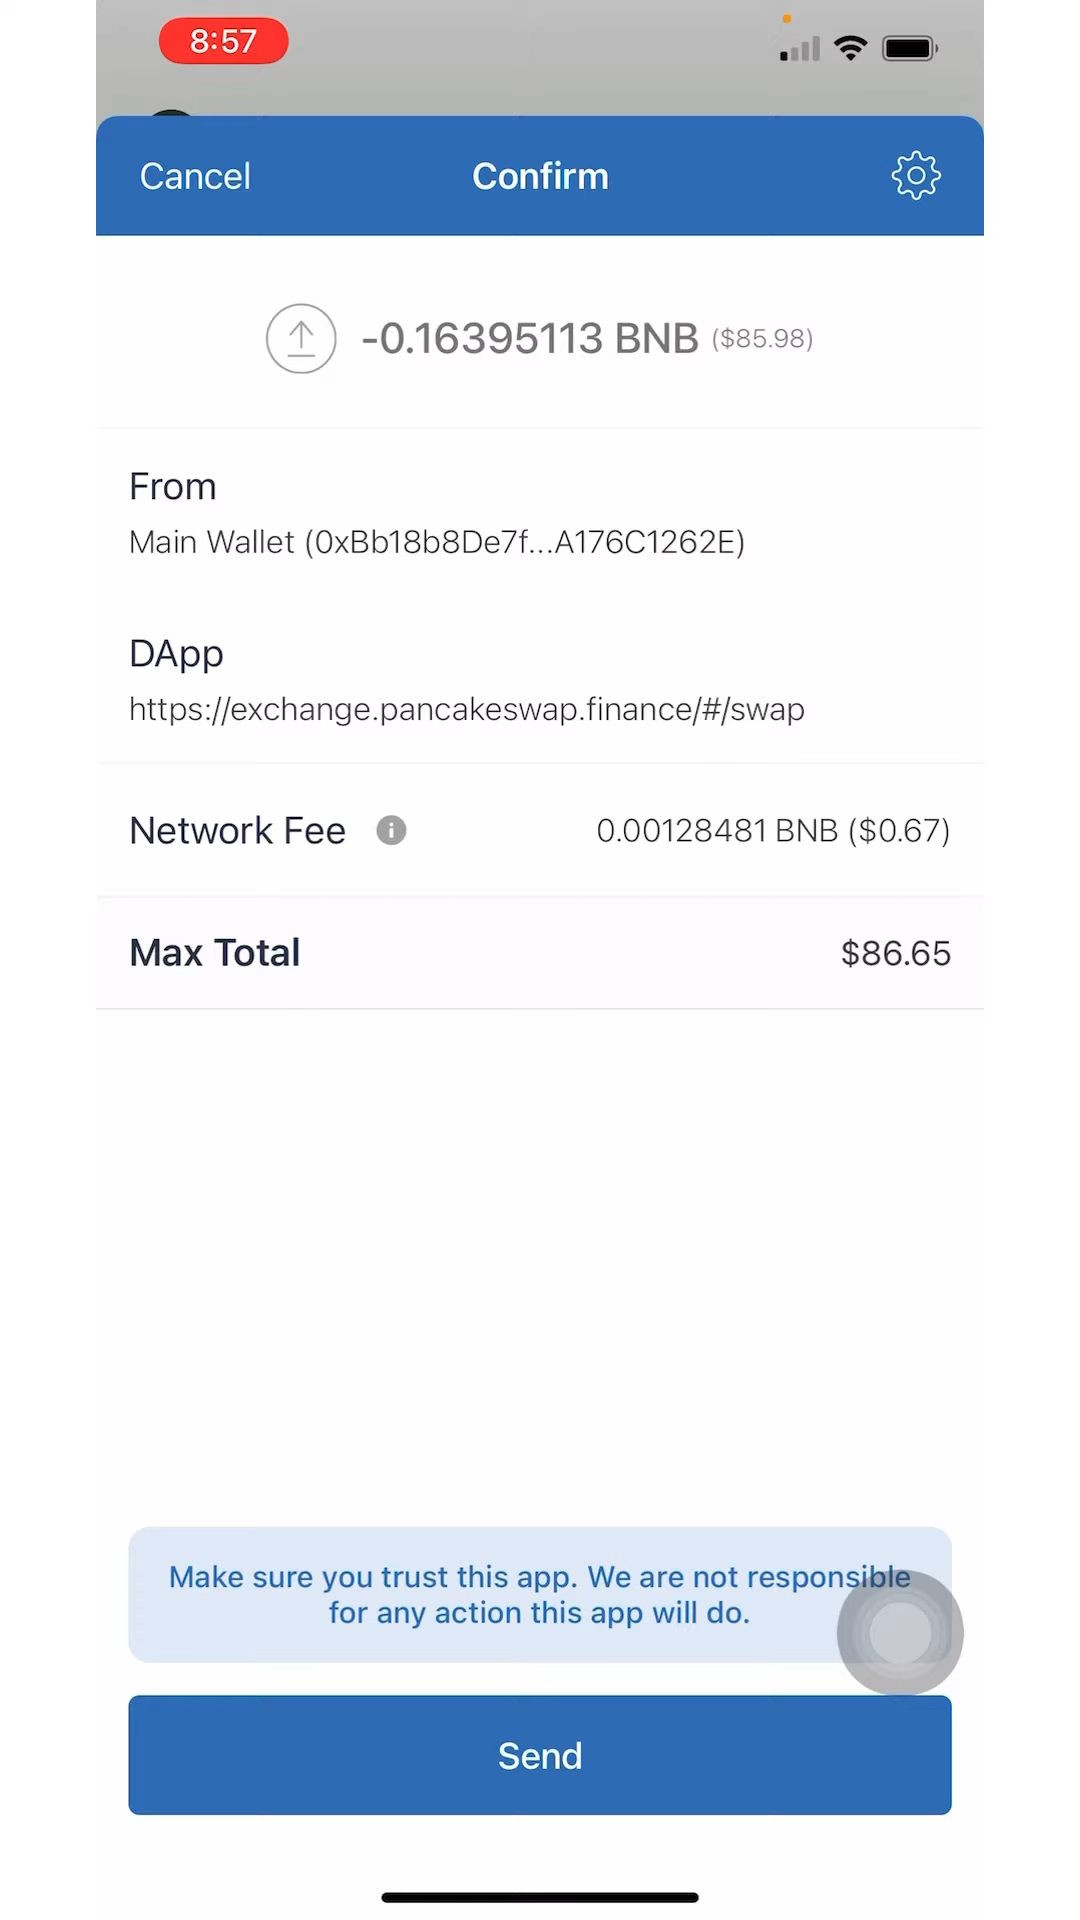 8:57
Cancel Confirm
-0.16395113 BNB ($85.98)
From
Main Wallet (0xBb18b8De7f...A176C1262E)
DApp
https://exchange.pancakeswap.finance/#/swap
Network Fee 0.00128481 BNB ($0.67)
Max Total $86.65
Make sure you trust this app. We are not responsible
for any action this app will do.
Send